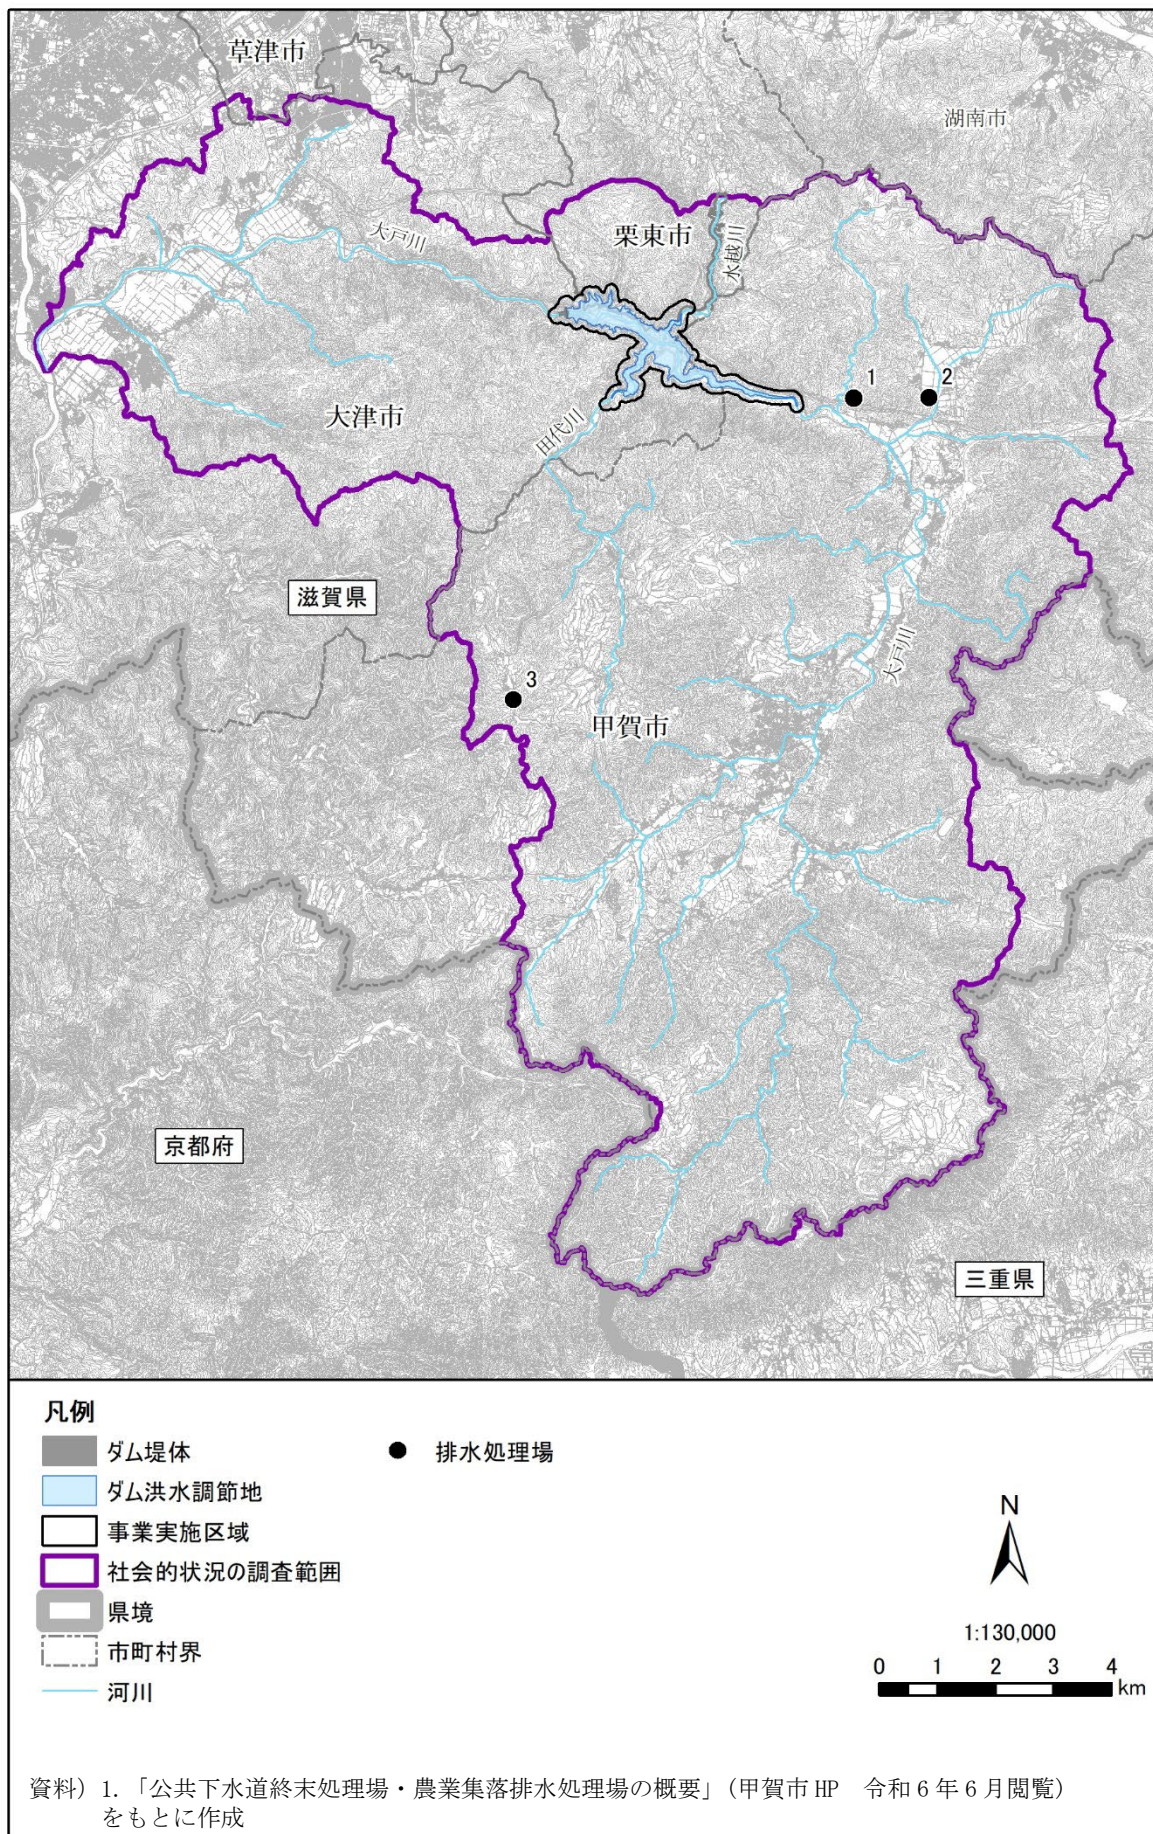 草津市
湖南市
栗東市
大戸川
水越川
1
2
大津市
田代川
滋賀県
大戸川
3
甲賀市
京都府
三重県
凡例
ダム堤体
排水処理場
ダム洪水調節地
事業実施区域
社会的状況の調査範囲
県境
市町村界
河川
N
1:130,000
0 1 2 3 4
km
資料）1.「公共下水道終末処理場・農業集落排水処理場の概要」（甲賀市 HP　令和 6 年 6 月閲覧）
をもとに作成